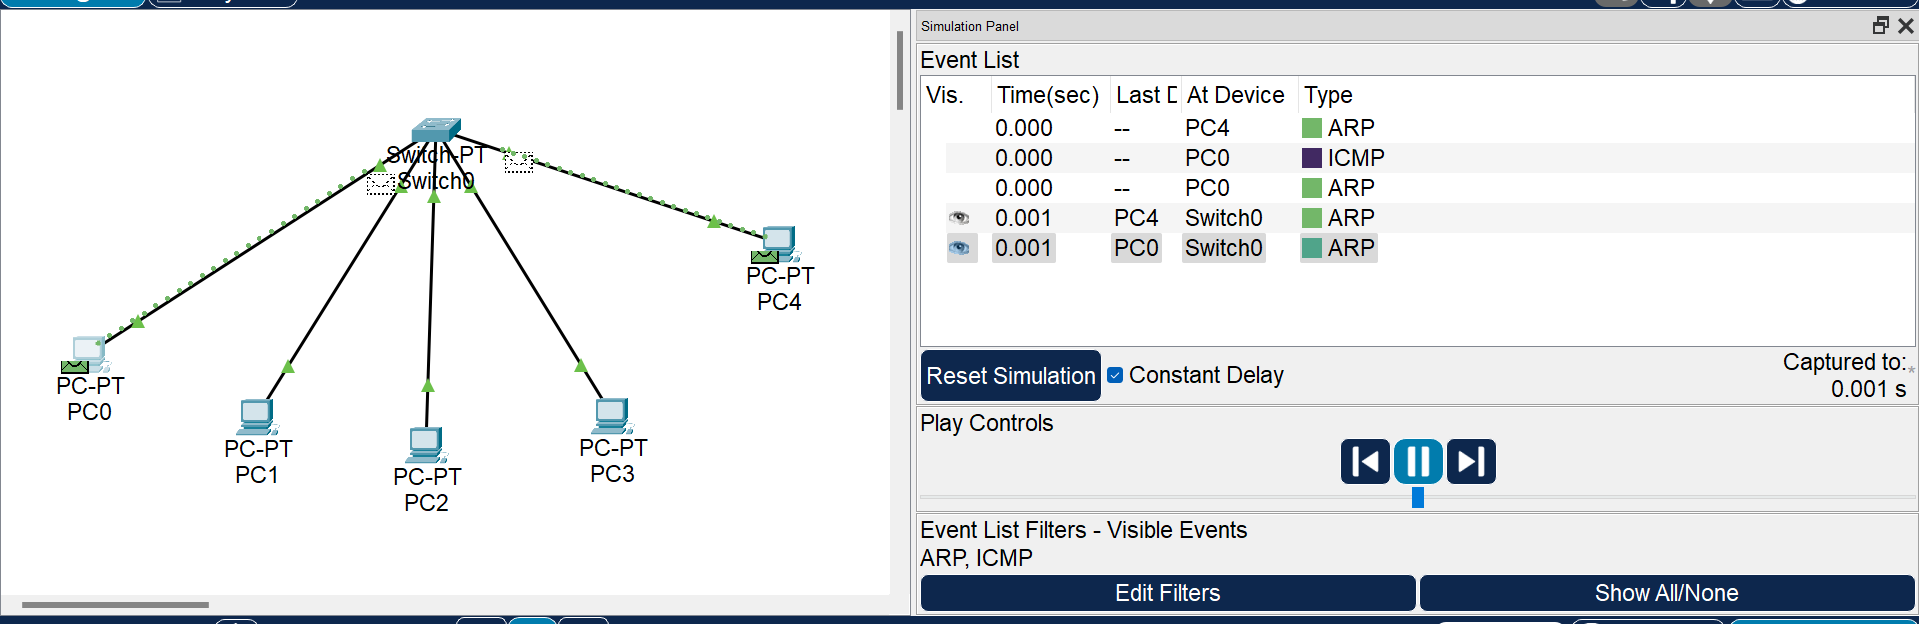 Simulation Panel
Event List
Vis. Time(sec) Last D At Device Type
0.000 -- PC4 ARP
0.000 -- PC0 ICMP
0.000 -- PC0 ARP
0.001 PC4 Switch0 ARP
0.001 PC0 Switch0 ARP
Reset Simulation Constant Delay
Captured to: *
0.001 s
Play Controls
Event List Filters - Visible Events
ARP, ICMP
Edit Filters Show All/None
Switch-PT
Switch0
PC-PT
PC4
PC-PT
PC0
PC-PT
PC1
PC-PT
PC2
PC-PT
PC3